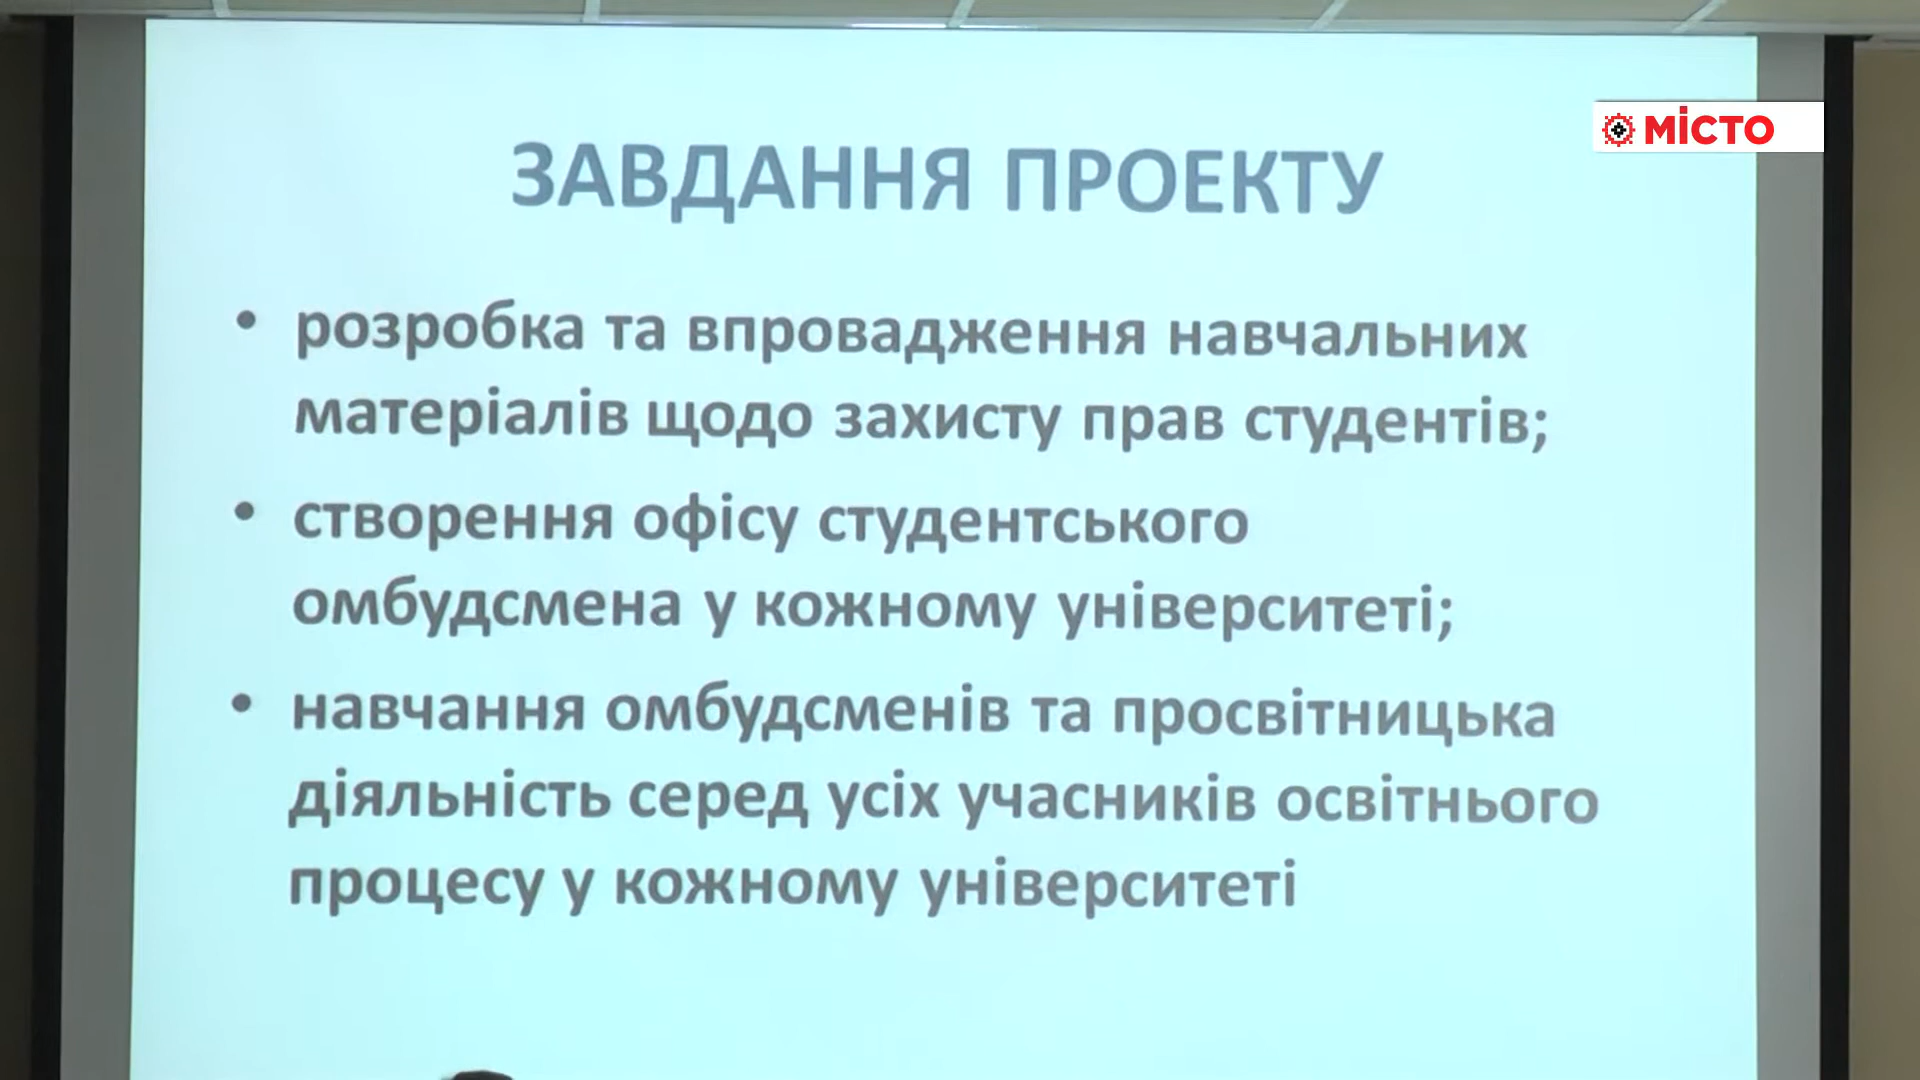 МІСТО
ЗАВДАННЯ ПРОЕКТУ
• розробка та впровадження навчальних
матеріалів щодо захисту прав студентів;
• створення офісу студентського
омбудсмена у кожному університеті;
• навчання омбудсменів та просвітницька
діяльність серед усіх учасників освітнього
процесу у кожному університеті